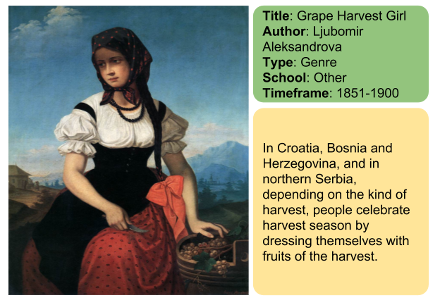 Title: Grape Harvest Girl
Author: Ljubomir
Aleksandrova
Type: Genre
School: Other
Timeframe: 1851-1900
In Croatia, Bosnia and
Herzegovina, and in
northern Serbia,
depending on the kind of
harvest, people celebrate
harvest season by
dressing themselves with
fruits of the harvest.